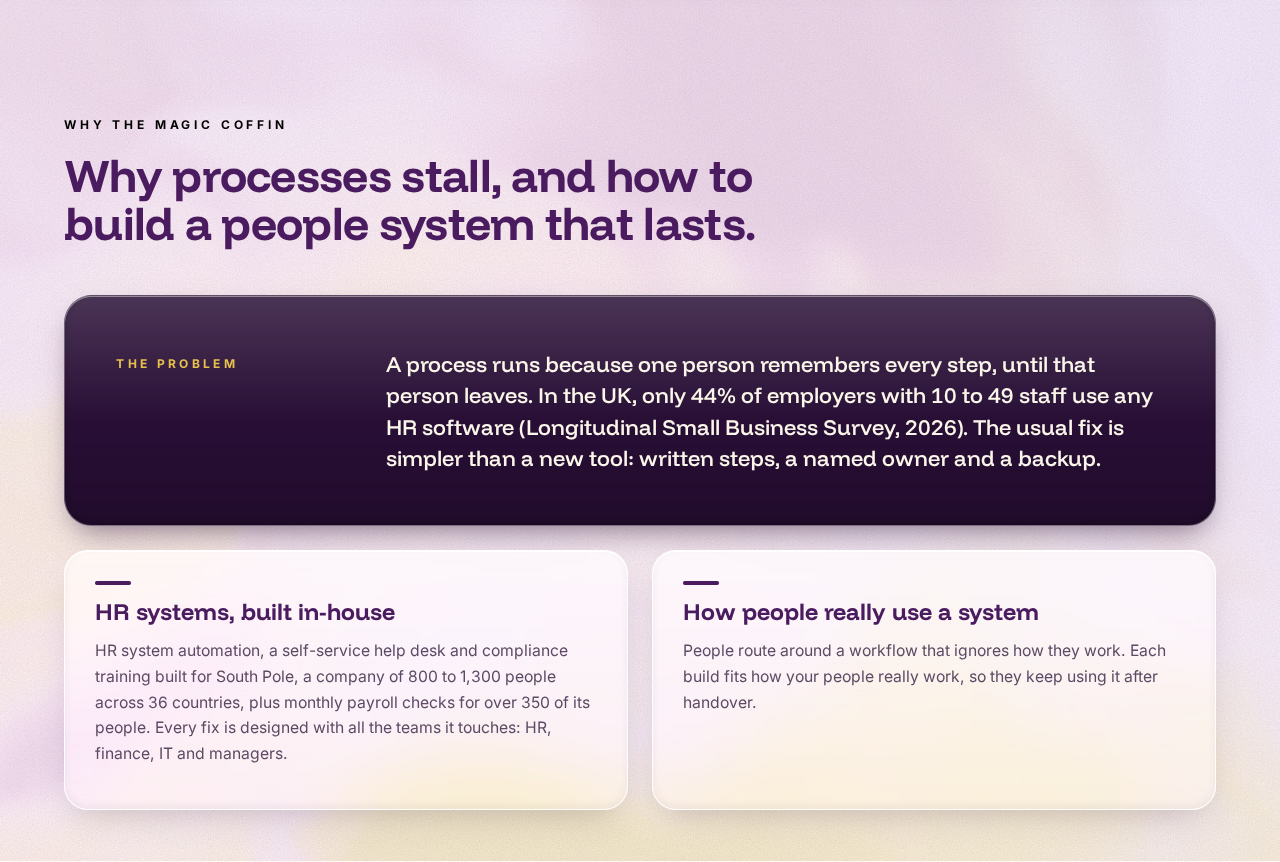 WHY THE MAGIC COFFIN
Why processes stall, and how to
build a people system that lasts.
THE PROBLEM
A process runs because one person remembers every step, until that
person leaves. In the UK, only 44% of employers with 10 to 49 staff use any
HR software (Longitudinal Small Business Survey, 2026). The usual fix is
simpler than a new tool: written steps, a named owner and a backup.
HR systems, built in-house
HR system automation, a self-service help desk and compliance
training built for South Pole, a company of 800 to 1,300 people
across 36 countries, plus monthly payroll checks for over 350 of its
people. Every fix is designed with all the teams it touches: HR,
finance, IT and managers.
How people really use a system
People route around a workflow that ignores how they work. Each
build fits how your people really work, so they keep using it after
handover.